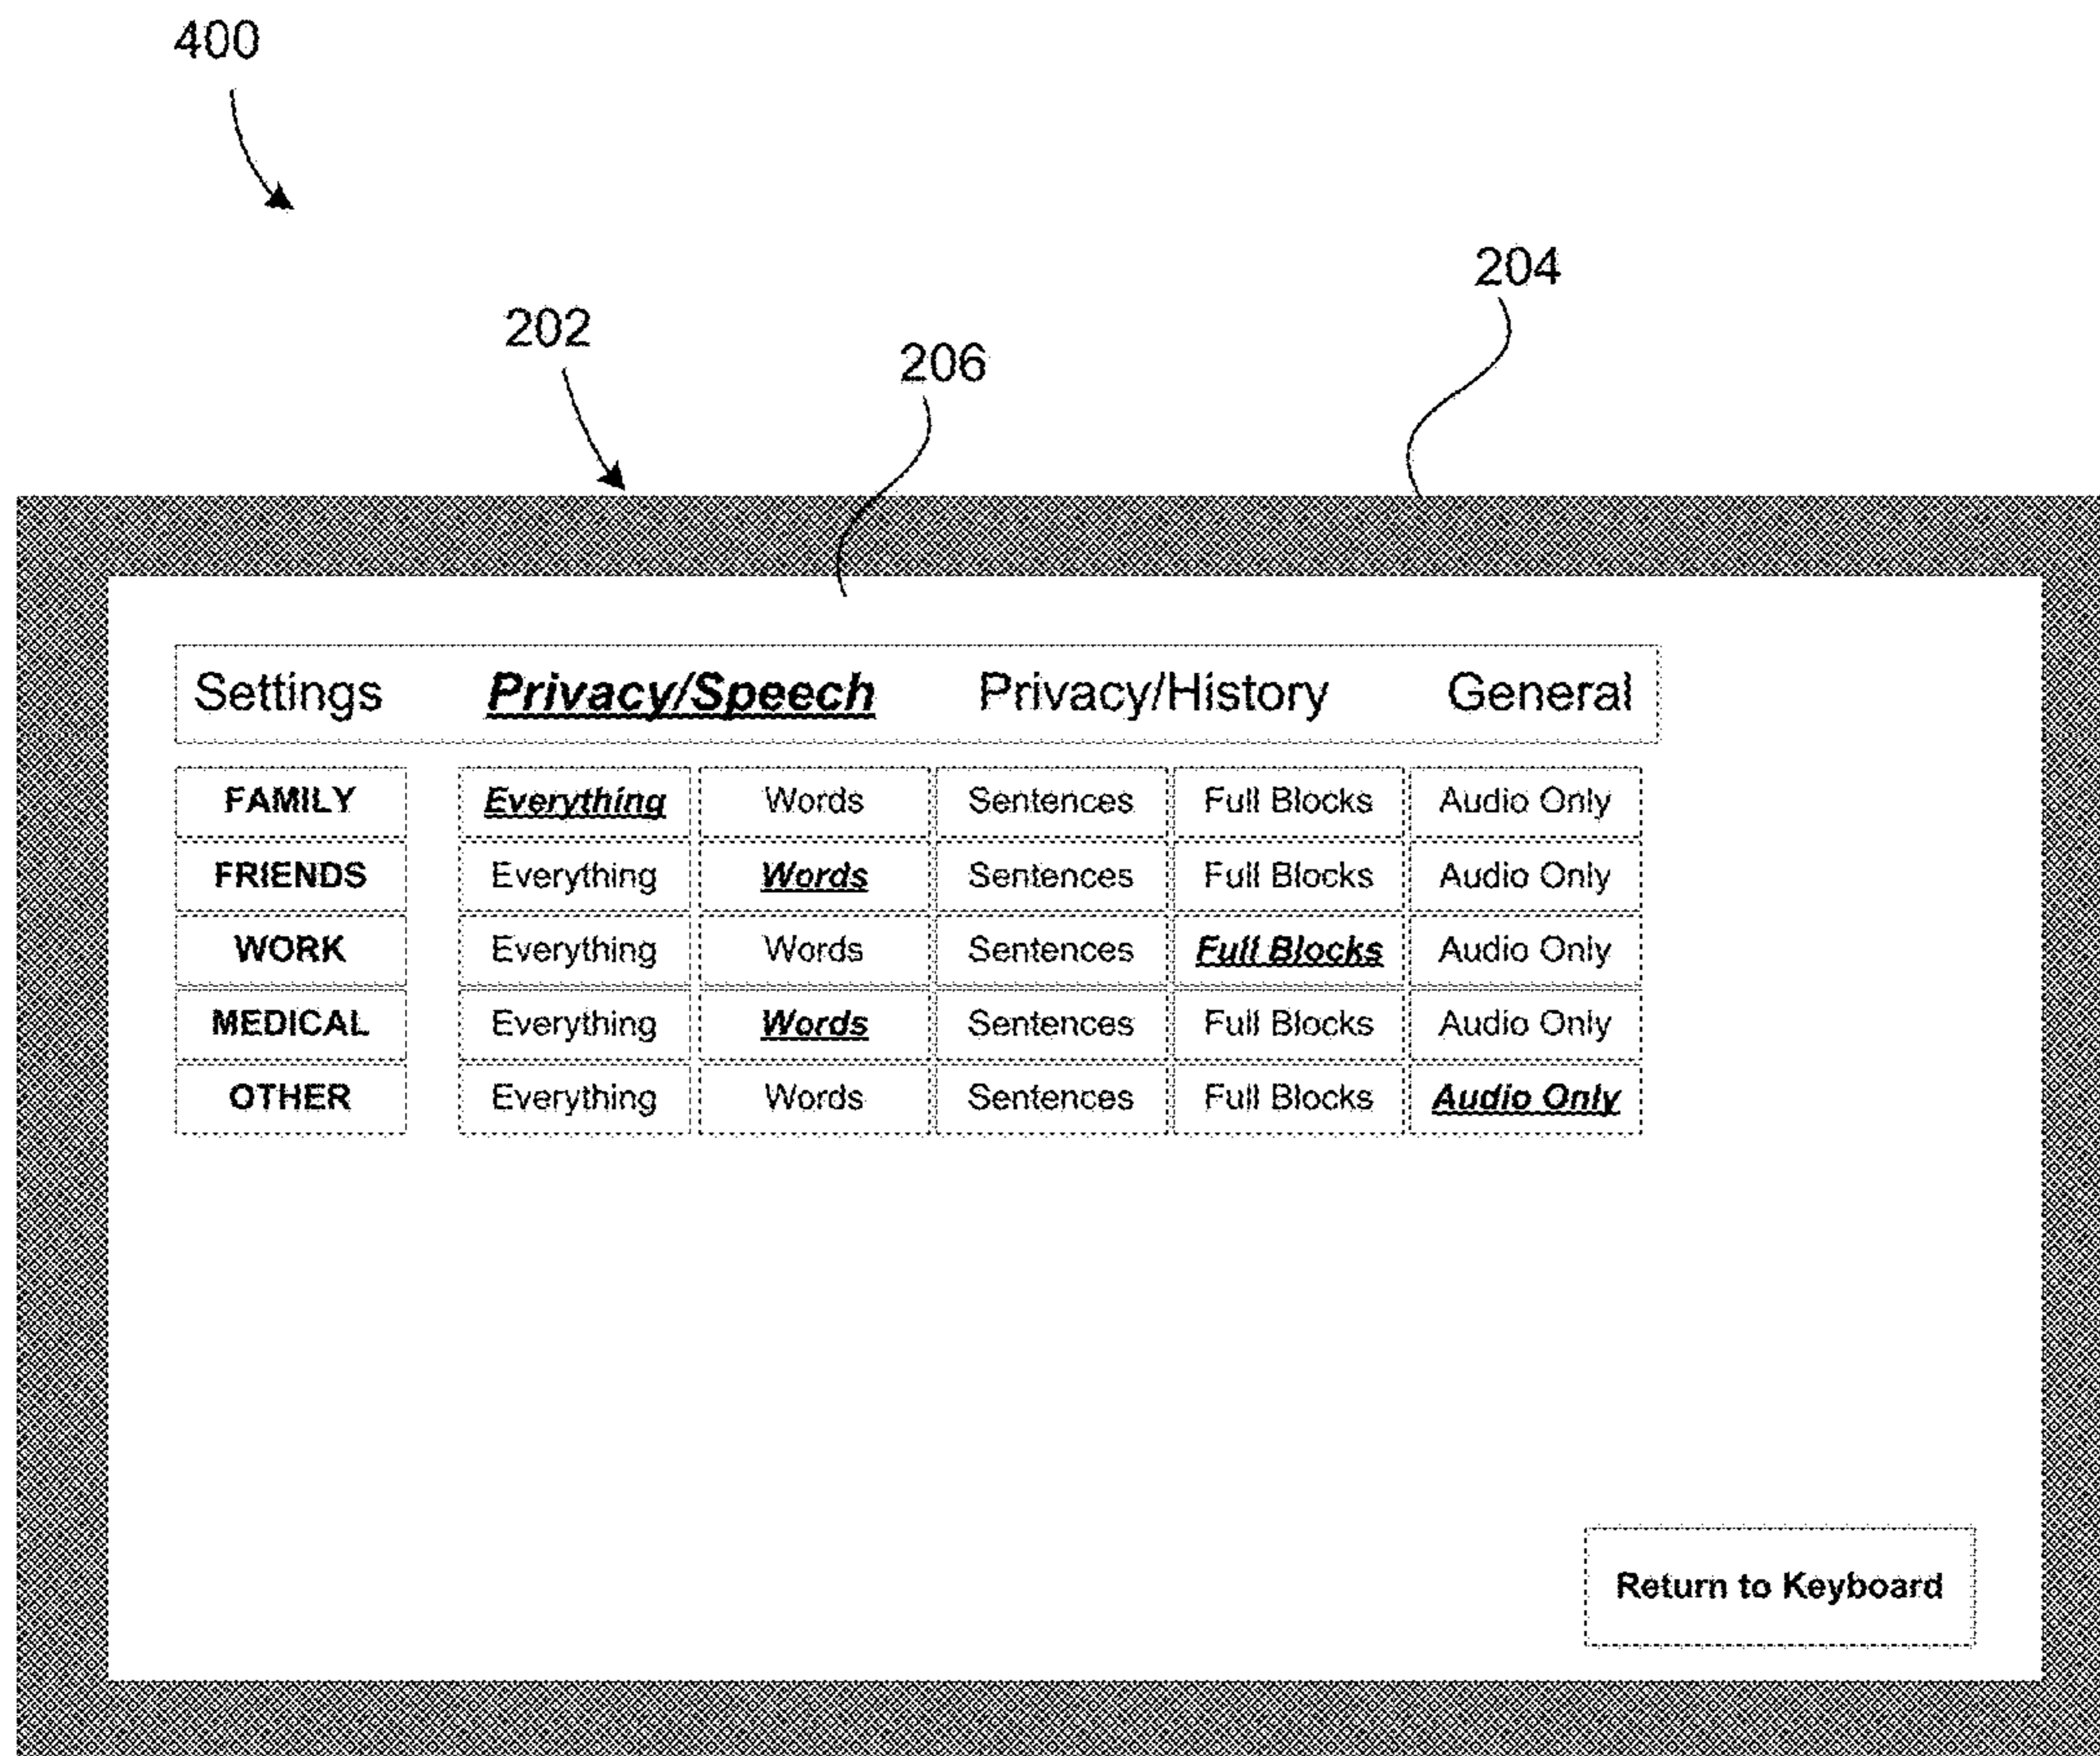 400
204
202
206
Settings Privacy/Speech Privacy/History General
FAMILY Everything Words Sentences Full Blocks Audio Only
FRIENDS Everything Words Sentences Full Blocks Audio Only
WORK Everything Words Sentences Full Blocks Audio Only
MEDICAL Everything Words Sentences Full Blocks Audio Only
OTHER Everything Words Sentences Full Blocks Audio Only
Return to Keyboard